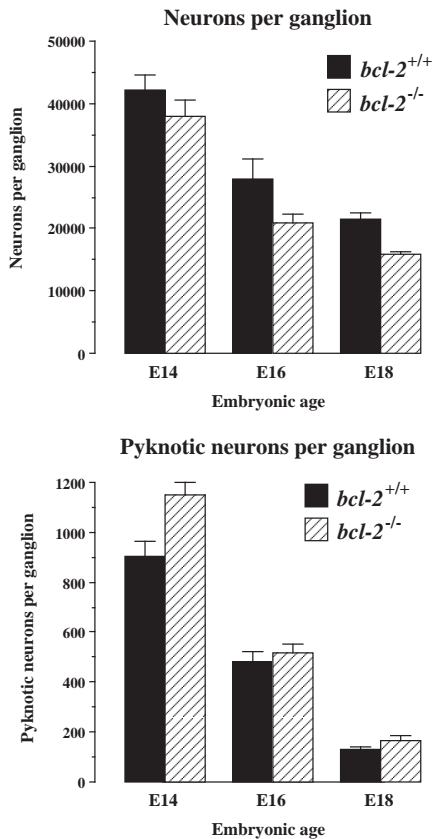 Neurons per ganglion
50000
40000
30000
20000
10000
0
Neurons per ganglion
bcl-2+/+
bcl-2-/-
E14 E16 E18
Embryonic age
Pyknotic neurons per ganglion
1200
1000
800
600
400
200
0
Pyknotic neurons per ganglion
bcl-2+/+
bcl-2-/-
E14 E16 E18
Embryonic age